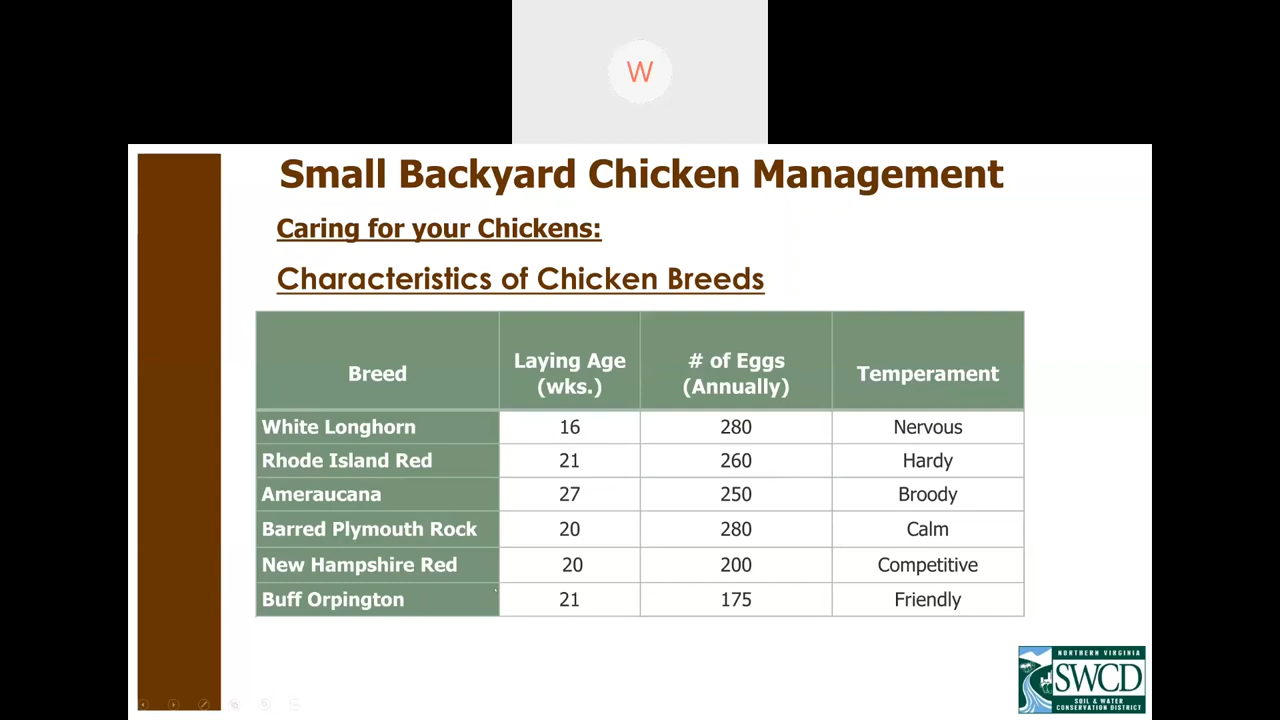 W
Small Backyard Chicken Management
Caring for your Chickens:
Characteristics of Chicken Breeds
Breed Laying Age (wks.) # of Eggs (Annually) Temperament
White Longhorn 16 280 Nervous
Rhode Island Red 21 260 Hardy
Ameraucana 27 250 Broody
Barred Plymouth Rock 20 280 Calm
New Hampshire Red 20 200 Competitive
Buff Orpington 21 175 Friendly
NORTHERN VIRGINIA
SWCD
SOIL & WATER
CONSERVATION DISTRICT